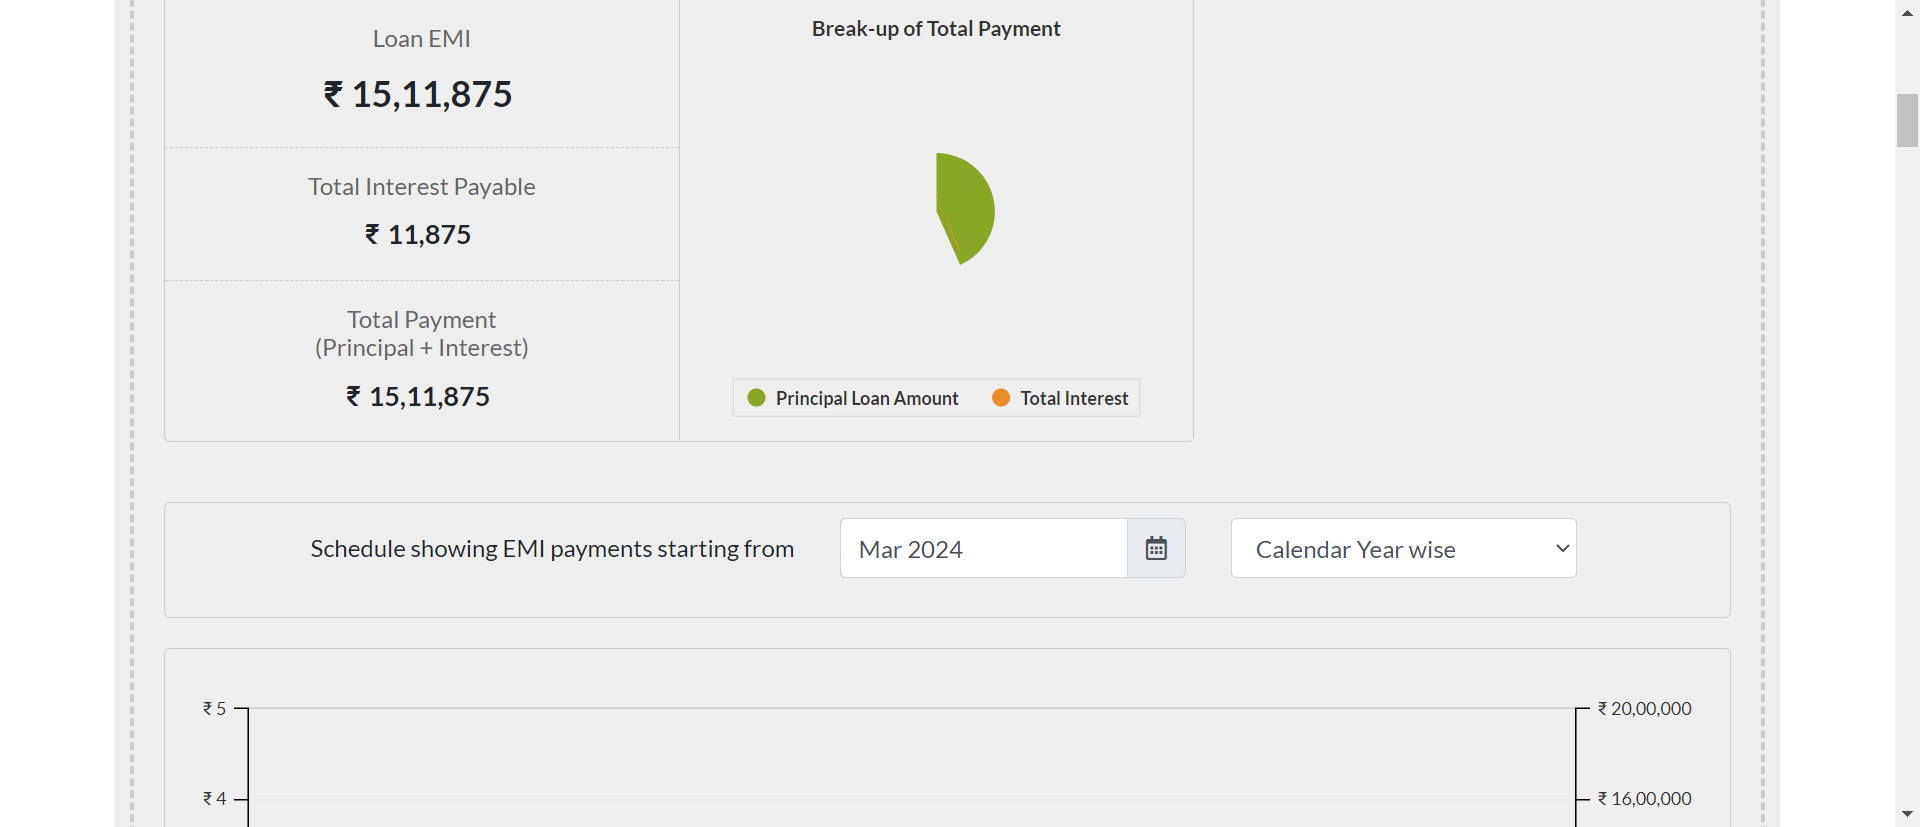 Loan EMI
₹ 15,11,875
Total Interest Payable
₹ 11,875
Total Payment
(Principal + Interest)
₹ 15,11,875
Break-up of Total Payment
Principal Loan Amount
Total Interest
Schedule showing EMI payments starting from
Mar 2024
Calendar Year wise
₹ 5
₹ 20,00,000
₹ 4
₹ 16,00,000